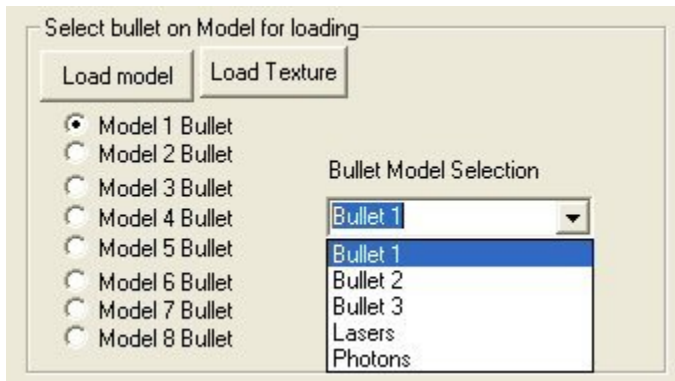 Select bullet on Model for loading
Load model
Load Texture
Model 1 Bullet
Model 2 Bullet
Model 3 Bullet
Model 4 Bullet
Model 5 Bullet
Model 6 Bullet
Model 7 Bullet
Model 8 Bullet
Bullet Model Selection
Bullet 1
Bullet 1
Bullet 2
Bullet 3
Lasers
Photons